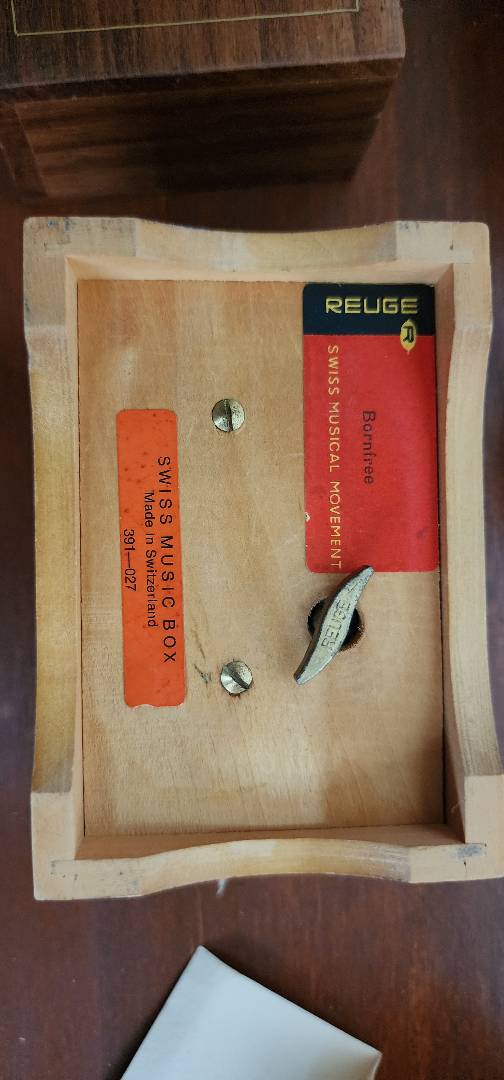 REUGE
R
SWISS MUSICAL MOVEMENT
Bornfree
REUGE
SWISS MUSIC BOX
Made in Switzerland
391—027